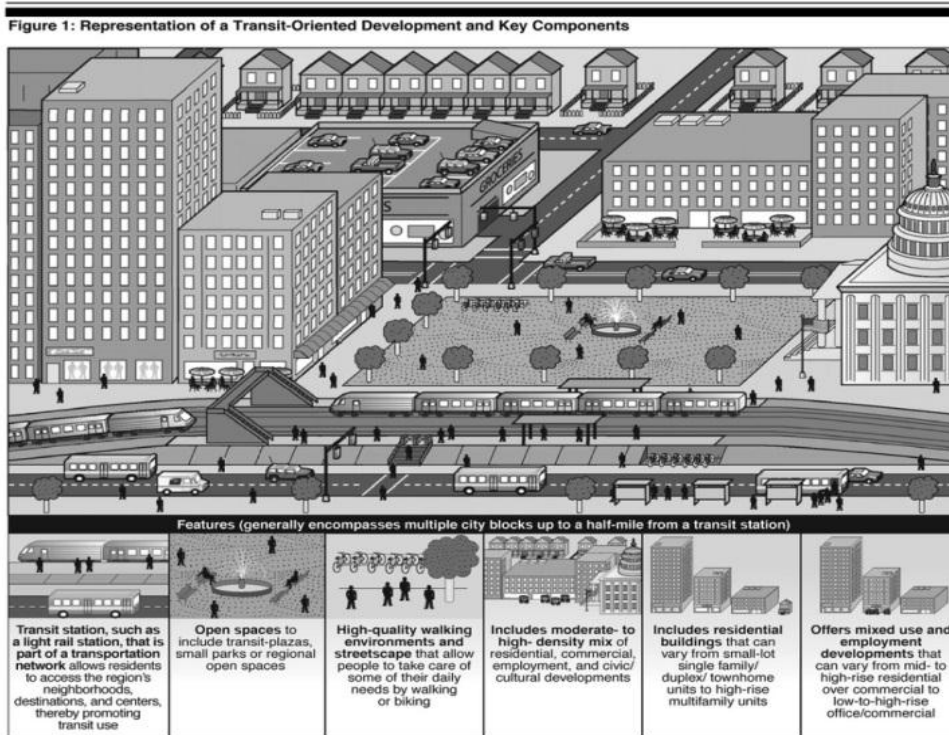 Figure 1: Representation of a Transit-Oriented Development and Key Components
GROCERIES
S
Features (generally encompasses multiple city blocks up to a half-mile from a transit station)
Transit station, such as
a light rail station, that is
part of a transportation
network allows residents
to access the region's
neighborhoods,
destinations, and centers,
thereby promoting
transit use
Open spaces to
include transit-plazas,
small parks or regional
open spaces
High-quality walking
environments and
streetscape that allow
people to take care of
some of their daily
needs by walking
or biking
Includes moderate- to
high- density mix of
residential, commercial,
employment, and civic/
cultural developments
Includes residential
buildings that can
vary from small-lot
single family/
duplex/ townhome
units to high-rise
multifamily units
Offers mixed use and
employment
developments that
can vary from mid- to
high-rise residential
over commercial to
low-to-high-rise
office/commercial